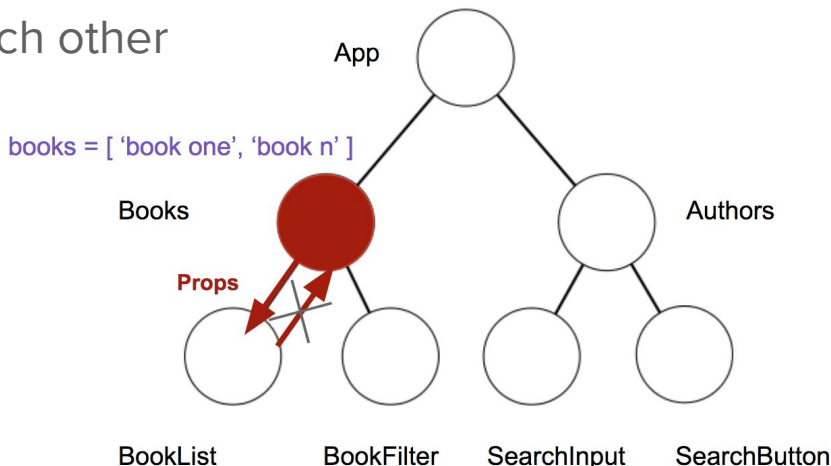 ch other
App
books = [ ‘book one’, ‘book n’ ]
Books
Authors
Props
BookList
BookFilter
SearchInput
SearchButton